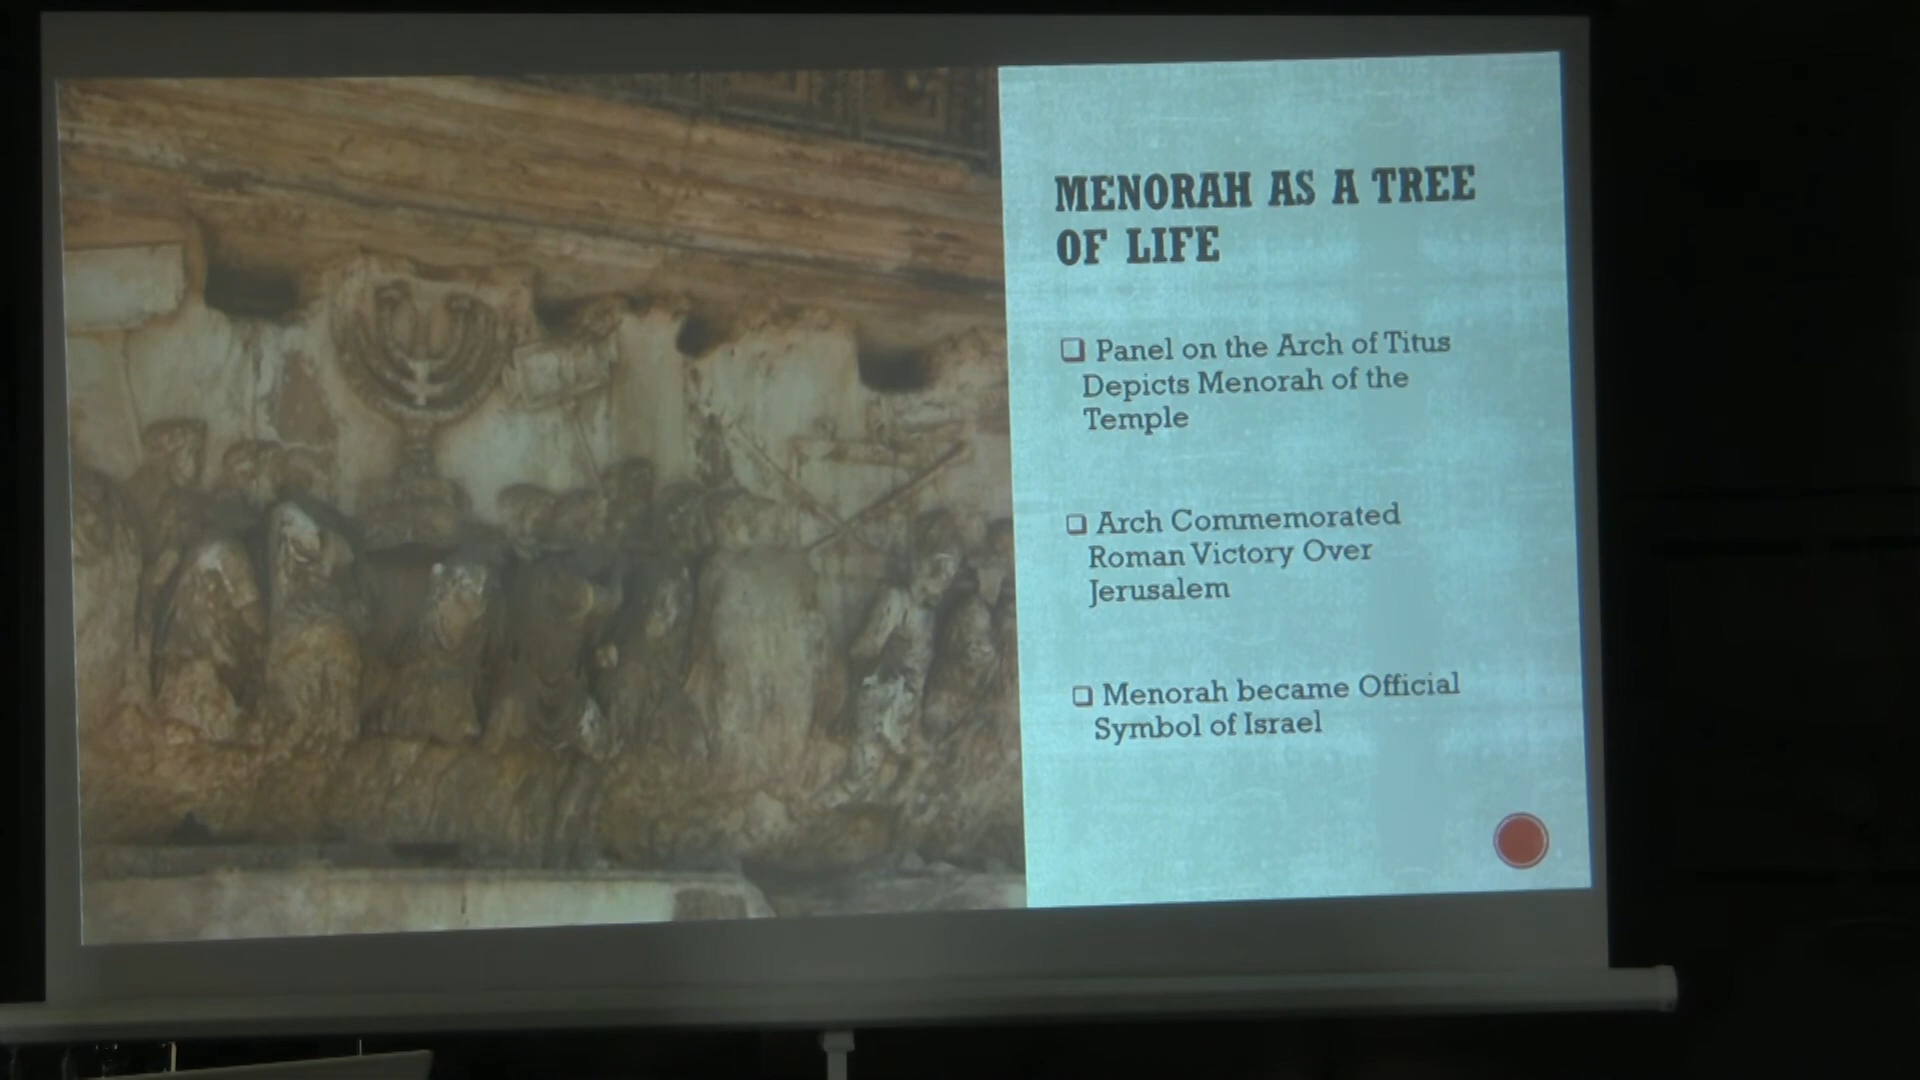 MENORAH AS A TREE
OF LIFE
❑ Panel on the Arch of Titus
Depicts Menorah of the
Temple
❑ Arch Commemorated
Roman Victory Over
Jerusalem
❑ Menorah became Official
Symbol of Israel